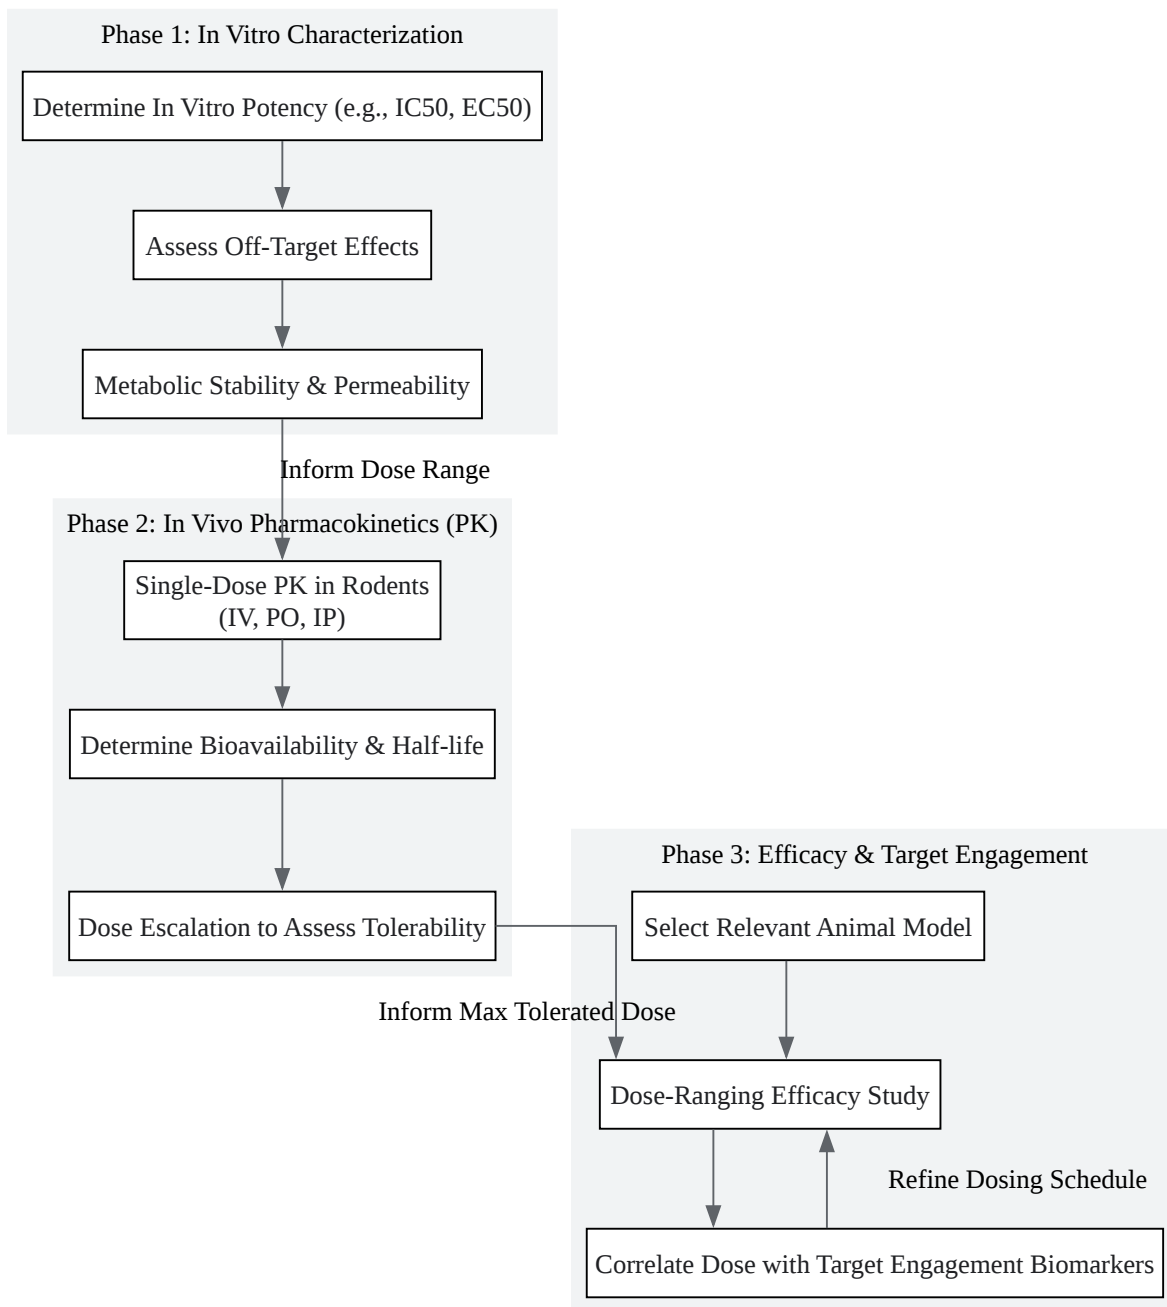 Phase 1: In Vitro Characterization
Determine In Vitro Potency (e.g., IC50, EC50)
Assess Off-Target Effects
Metabolic Stability & Permeability
Inform Dose Range
Phase 2: In Vivo Pharmacokinetics (PK)
Single-Dose PK in Rodents
(IV, PO, IP)
Determine Bioavailability & Half-life
Dose Escalation to Assess Tolerability
Inform Max Tolerated Dose
Phase 3: Efficacy & Target Engagement
Select Relevant Animal Model
Dose-Ranging Efficacy Study
Refine Dosing Schedule
Correlate Dose with Target Engagement Biomarkers